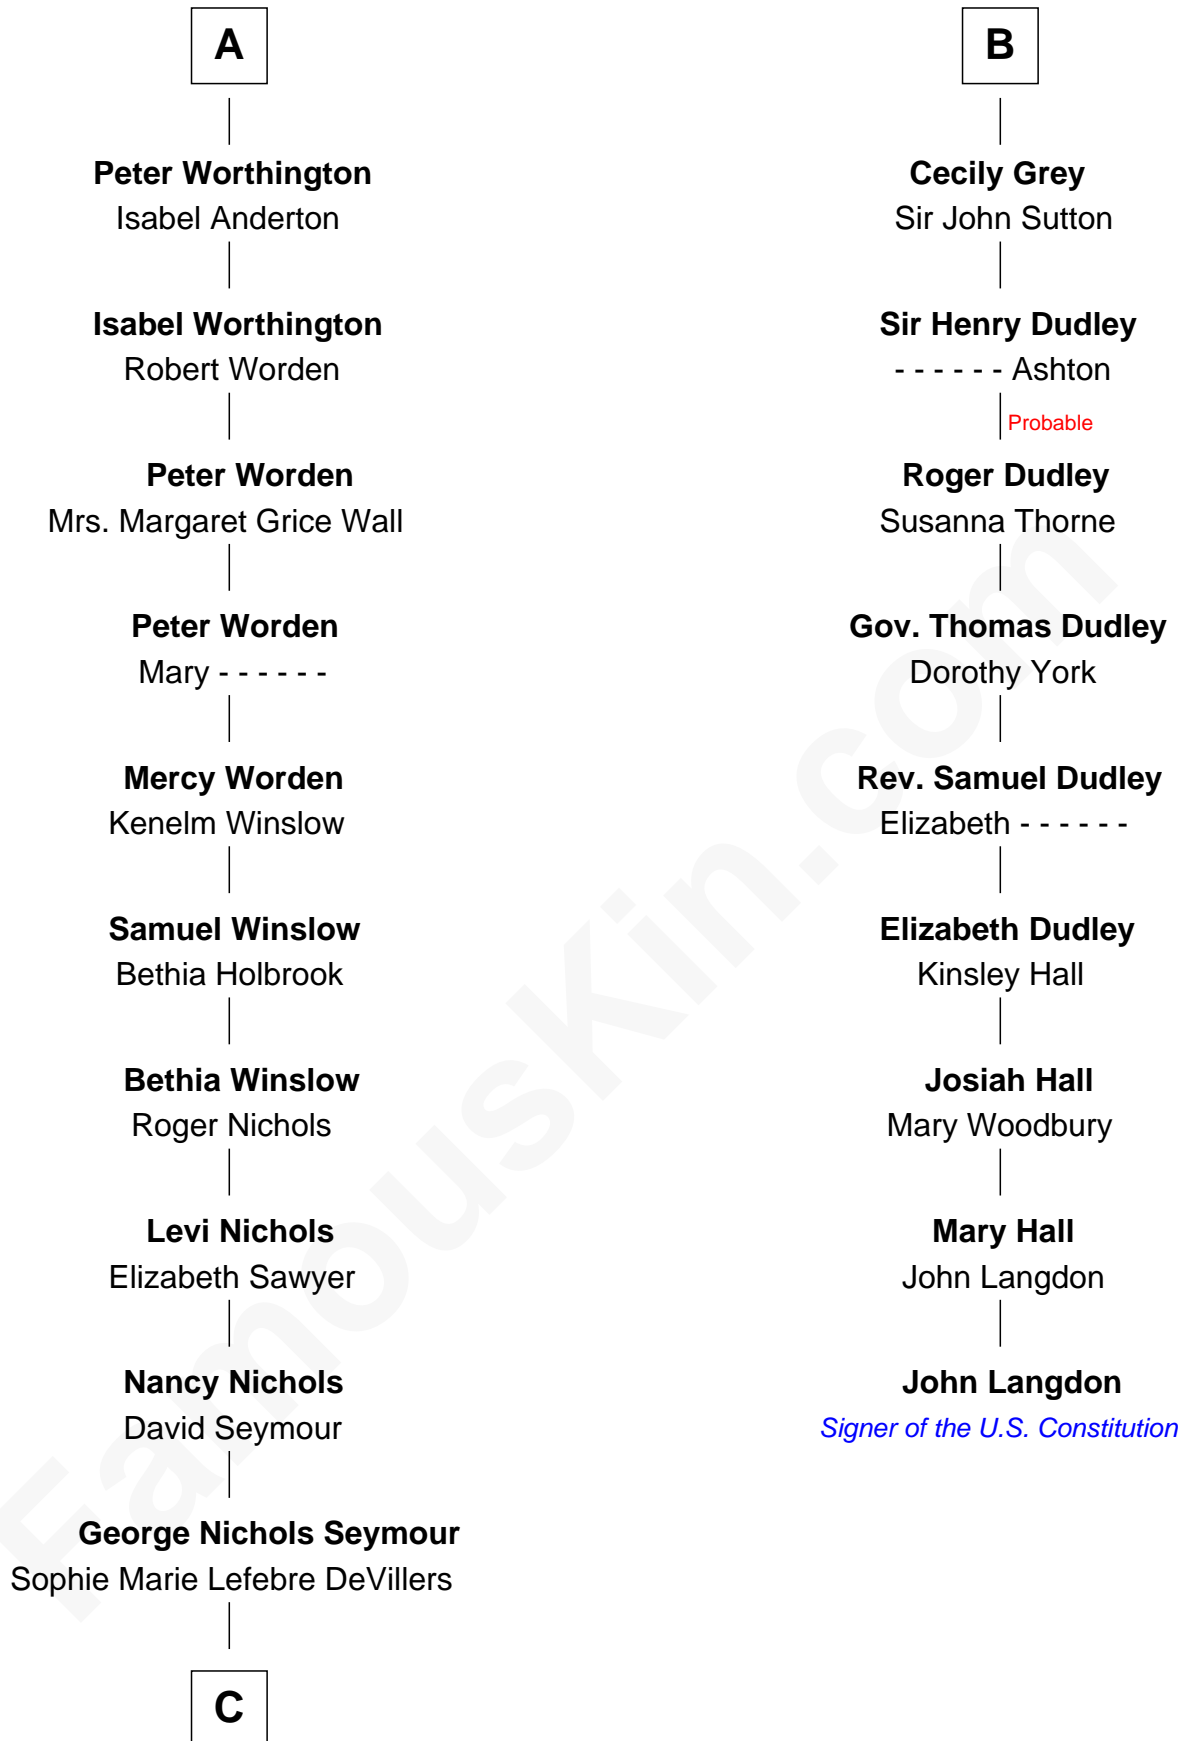 A
Peter Worthington
Isabel Anderton
Isabel Worthington
Robert Worden
Peter Worden
Mrs. Margaret Grice Wall
Peter Worden
Mary - - - - - -
Mercy Worden
Kenelm Winslow
Samuel Winslow
Bethia Holbrook
Bethia Winslow
Roger Nichols
Levi Nichols
Elizabeth Sawyer
Nancy Nichols
David Seymour
George Nichols Seymour
Sophie Marie Lefebre DeVillers
C
B
Cecily Grey
Sir John Sutton
Sir Henry Dudley
- - - - - - Ashton
Probable
Roger Dudley
Susanna Thorne
Gov. Thomas Dudley
Dorothy York
Rev. Samuel Dudley
Elizabeth - - - - - -
Elizabeth Dudley
Kinsley Hall
Josiah Hall
Mary Woodbury
Mary Hall
John Langdon
John Langdon
Signer of the U.S. Constitution
FamousKin.com